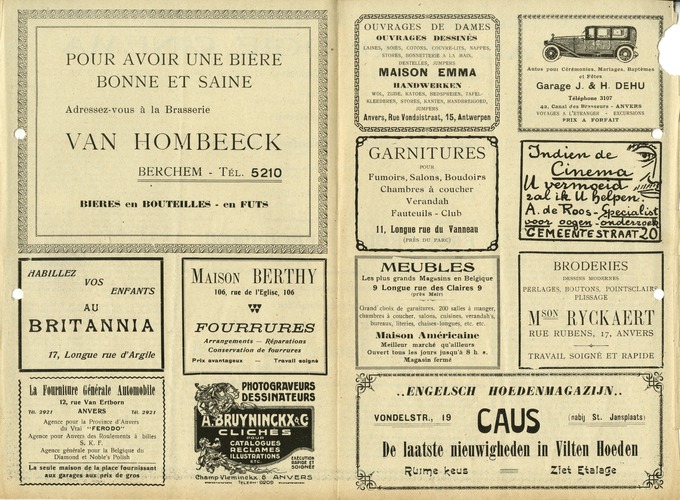 POUR AVOIR UNE BIÈRE
BONNE ET SAINE
Adressez-vous à la Brasserie
VAN HOMBEECK
BERCHEM - TÉL. 5210
BIERES en BOUTEILLES - en FUTS
HABILLEZ
VOS
ENFANTS
AU
BRITANNIA
17, Longue rue d'Argile
MAISON BERTHY
106, rue de l'Eglise, 106
FOURRURES
Arrangements — Réparations
Conservation de fourrures
Prix avantageux - Travail soigné
La Fourniture Générale Automobile
12, rue Van Ertborn
Tél. 2921 ANVERS Tél. 2921
Agence pour la Province d'Anvers
du Vrai "FERODO"
Agence pour Anvers des Roulements à billes
S. K. F.
Agence générale pour la Belgique du
Diamond et Noble's Polish
La seule maison de la place fournissant
aux garages aux prix de gros
PHOTOGRAVEURS
DESSINATEURS
A. BRUYNINCKX & C°
CLICHÉS
POUR
CATALOGUES
RECLAMES
ILLUSTRATIONS
ETC.
EXÉCUTION
RAPIDE ET
SOIGNÉE
Champ Vleminckx 6 ANVERS
OUVRAGES DE DAMES
OUVRAGES DESSINÉS
LAINES, SOIES, COTONS, COUVRE-LITS, NAPPES,
STORES, BONNETTERIE A LA MAIN,
DENTELLES, JUMPERS
MAISON EMMA
HANDWERKEN
WOL, ZIJDE, KATOEN, BEDSPREIEN, TAFEL-
KLEEDEREN, STORES, KANTEN, HANDBREIGOED,
JUMPERS
Anvers, Rue Vondelstraat, 15, Antwerpen
Autos pour Cérémonies, Mariages, Baptêmes
et Fêtes
Garage J. & H. DEHU
Téléphone 3107
40, Canal des Brasseurs - ANVERS
VOYAGES A L'ETRANGER - EXCURSIONS
PRIX A FORFAIT
GARNITURES
POUR
Fumoirs, Salons, Boudoirs
Chambres à coucher
Verandah
Fauteuils - Club
11, Longue rue du Vanneau
(PRÈS DU PARC)
Indien de
Cinema
U vermoeid
zal ik U helpen.
A. de Roos - Specialist
voor oogen-onderzoek
GEMEENTESTRAAT 20
MEUBLES
Les plus grands Magasins en Belgique
9 Longue rue des Claires 9
(près Meir)
Grand choix de garnitures, 200 salles à manger,
chambres à coucher, salons, cuisines, verandah's,
bureaux, literies, chaises-longues, etc. etc.
Maison Américaine
Meilleur marché qu'ailleurs
Ouvert tous les jours jusqu'à 8 h. s.
Magasin fermé
BRODERIES
DESSINS MODERNES
PERLAGES, BOUTONS, POINTSCLAIRS
PLISSAGE
MSON RYCKAERT
RUE RUBENS, 17, ANVERS
TRAVAIL SOIGNÉ ET RAPIDE
„ENGELSCH HOEDENMAGAZIJN„
VONDELSTR., 19 CAUS (nabij St. Jansplaats)
De laatste nieuwigheden in Vilten Hoeden
Ruime keus Ziet Etalage